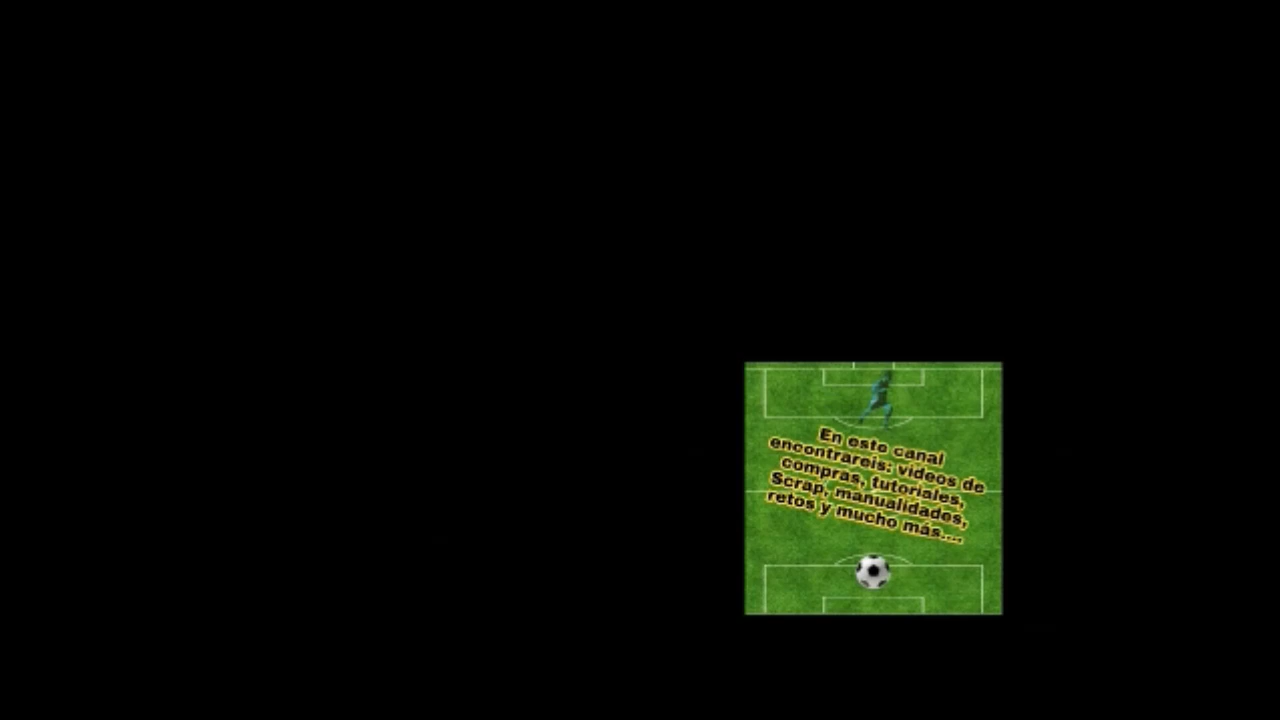 En este canal
encontrareis: videos de
compras, tutoriales,
Scrap, manualidades,
retos y mucho más....